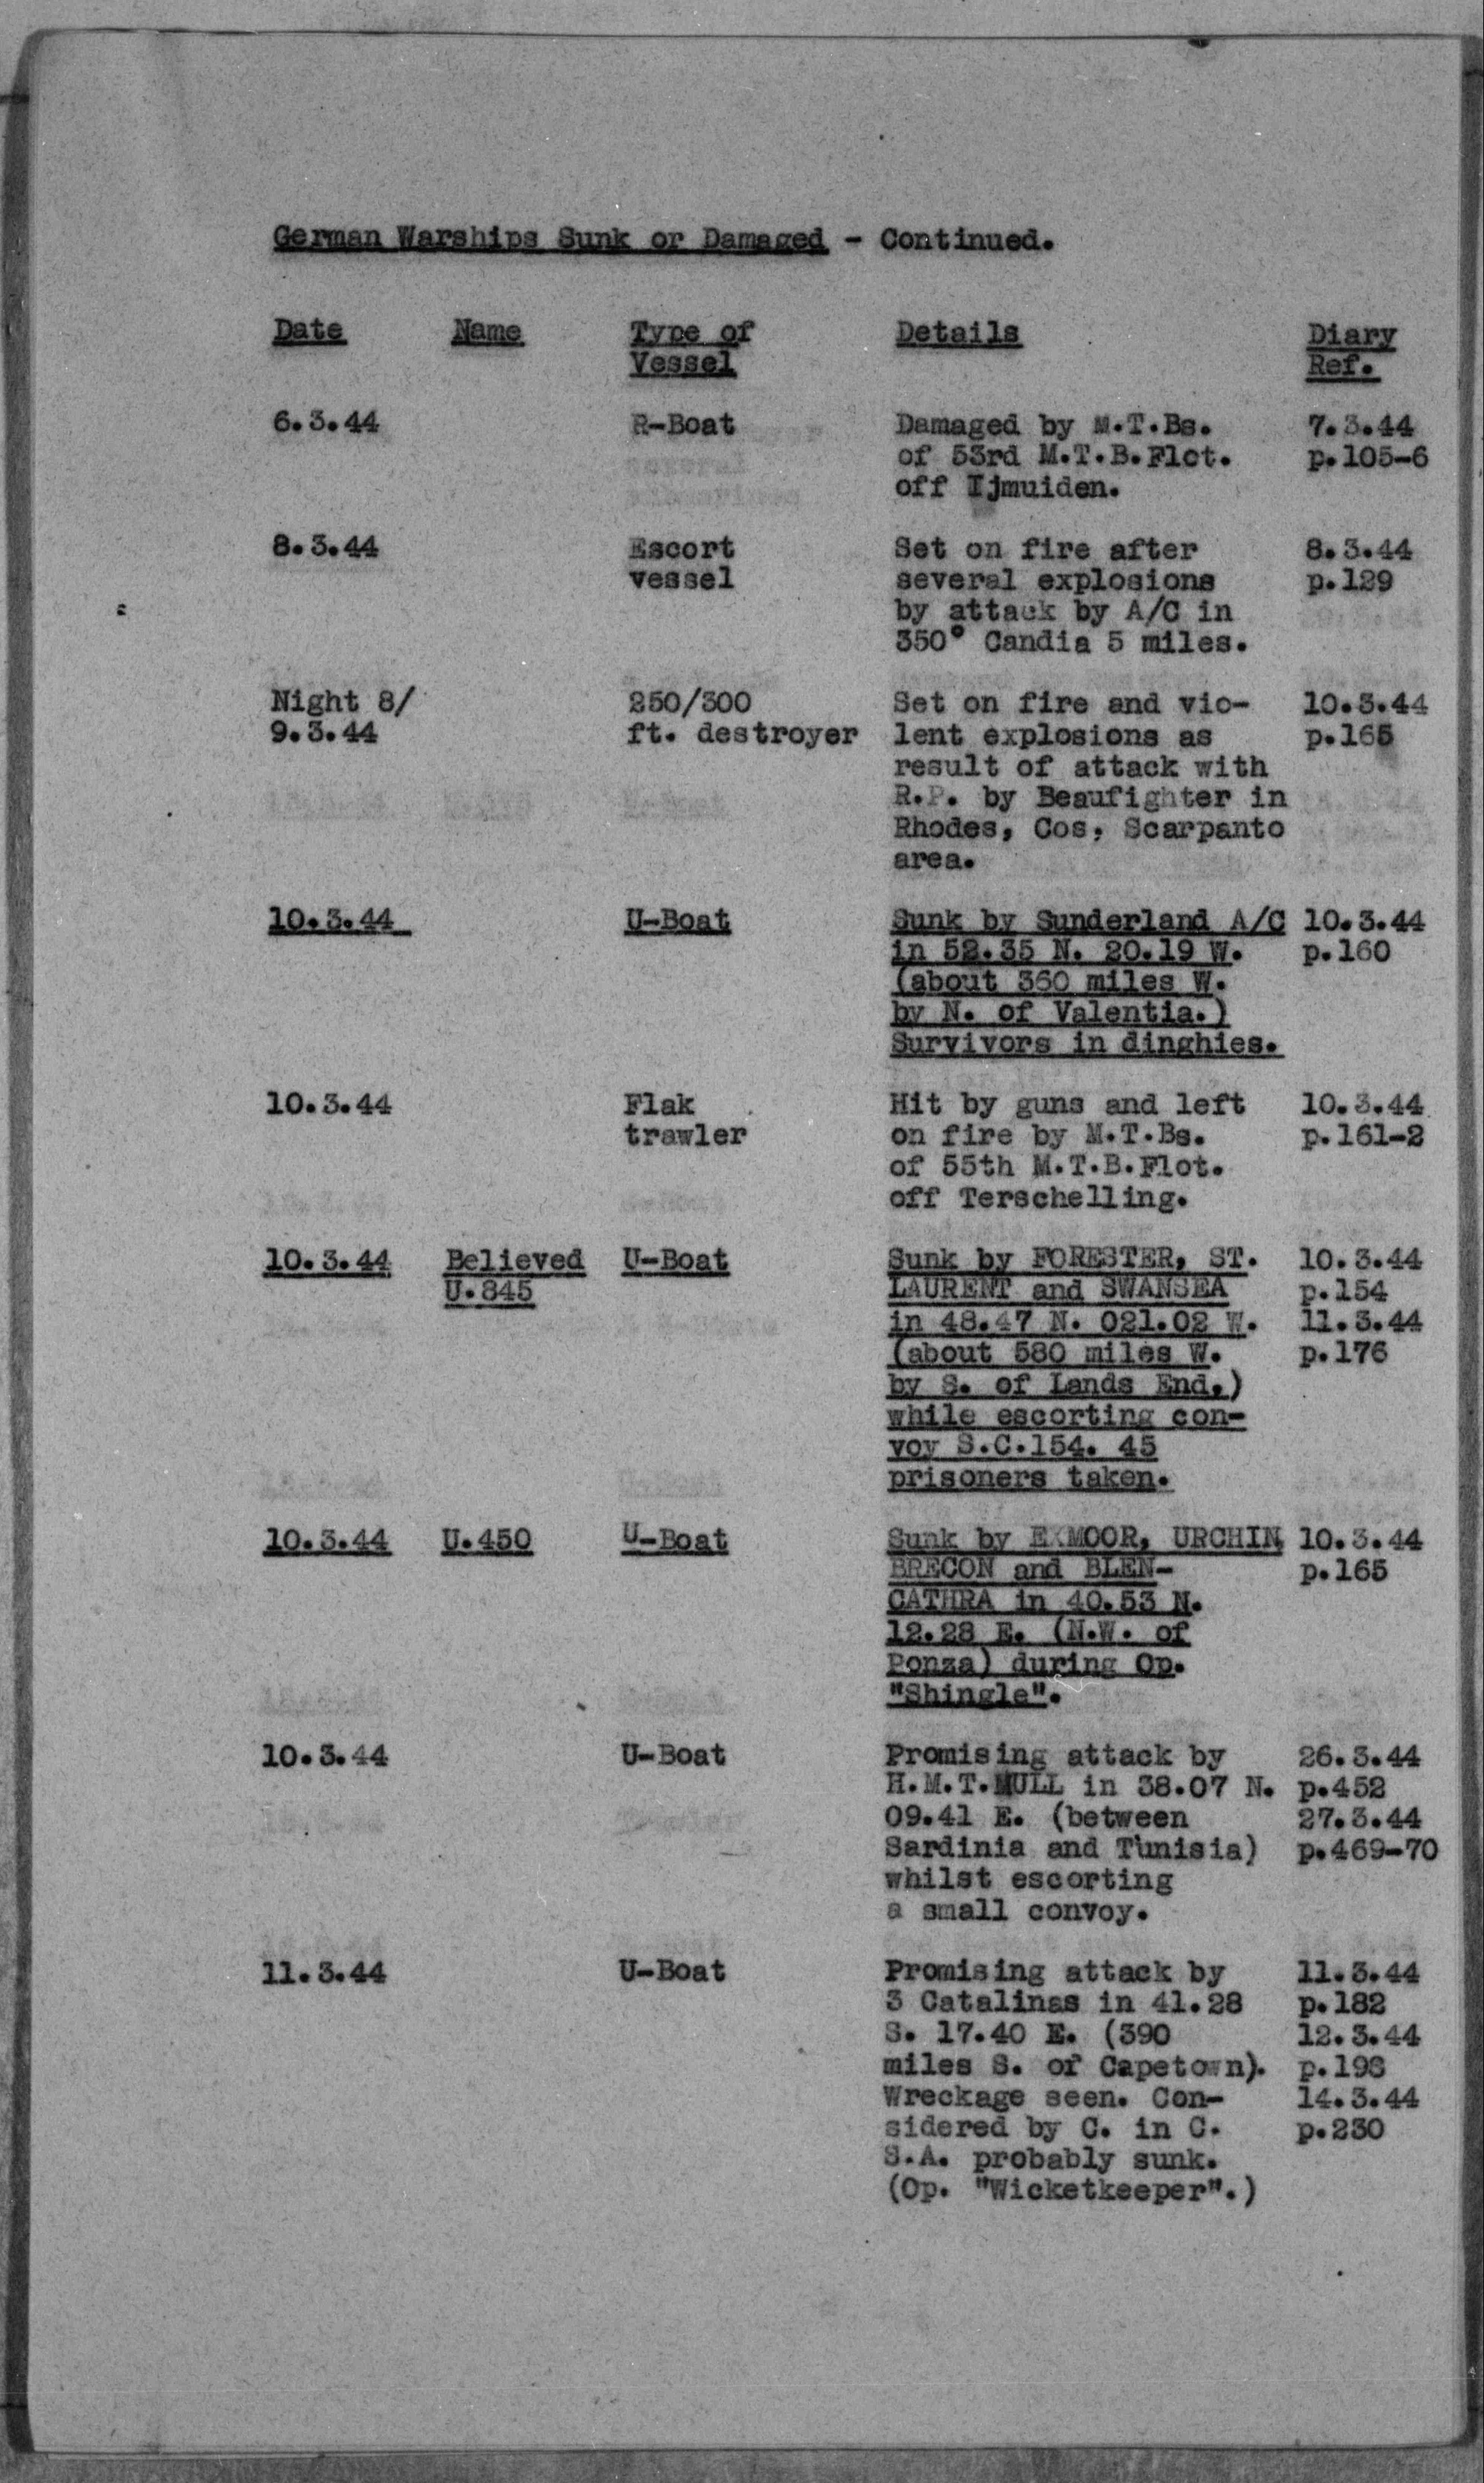 German Warships Sunk or Damaged - Continued.
Date Name Type of Details Diary
Vessel Ref.
6.3.44 R-Boat Damaged by M.T.Bs. 7.3.44
of 53rd M.T.B.Flot. p.105-6
off Ijmuiden.
8.3.44 Escort Set on fire after 8.3.44
vessel several explosions p.129
by attack by A/C in
350° Candia 5 miles.
Night 8/ 250/300 Set on fire and vio- 10.3.44
9.3.44 ft. destroyer lent explosions as p.165
result of attack with
R.P. by Beaufighter in
Rhodes, Cos, Scarpanto
area.
10.3.44 U-Boat Sunk by Sunderland A/C 10.3.44
in 52.35 N. 20.19 W. p.160
(about 360 miles W.
by N. of Valentia.)
Survivors in dinghies.
10.3.44 Flak Hit by guns and left 10.3.44
trawler on fire by M.T.Bs. p.161-2
of 55th M.T.B.Flot.
off Terschelling.
10.3.44 Believed U-Boat Sunk by FORESTER, ST. 10.3.44
U.845 LAURENT and SWANSEA p.154
in 48.47 N. 021.02 W. 11.3.44
(about 580 miles W. p.176
by S. of Lands End,)
while escorting con-
voy S.C.154. 45
prisoners taken.
10.3.44 U.450 U-Boat Sunk by EXMOOR, URCHIN 10.3.44
BRECON and BLEN- p.165
CATHRA in 40.53 N.
12.28 E. (N.W. of
Ponza) during Op.
"Shingle".
10.3.44 U-Boat Promising attack by 26.3.44
H.M.T.MULL in 38.07 N. p.452
09.41 E. (between 27.3.44
Sardinia and Tunisia) p.469-70
whilst escorting
a small convoy.
11.3.44 U-Boat Promising attack by 11.3.44
3 Catalinas in 41.28 p.182
S. 17.40 E. (390 12.3.44
miles S. of Capetown). p.198
Wreckage seen. Con- 14.3.44
sidered by C. in C. p.230
S.A. probably sunk.
(Op. "Wicketkeeper".)